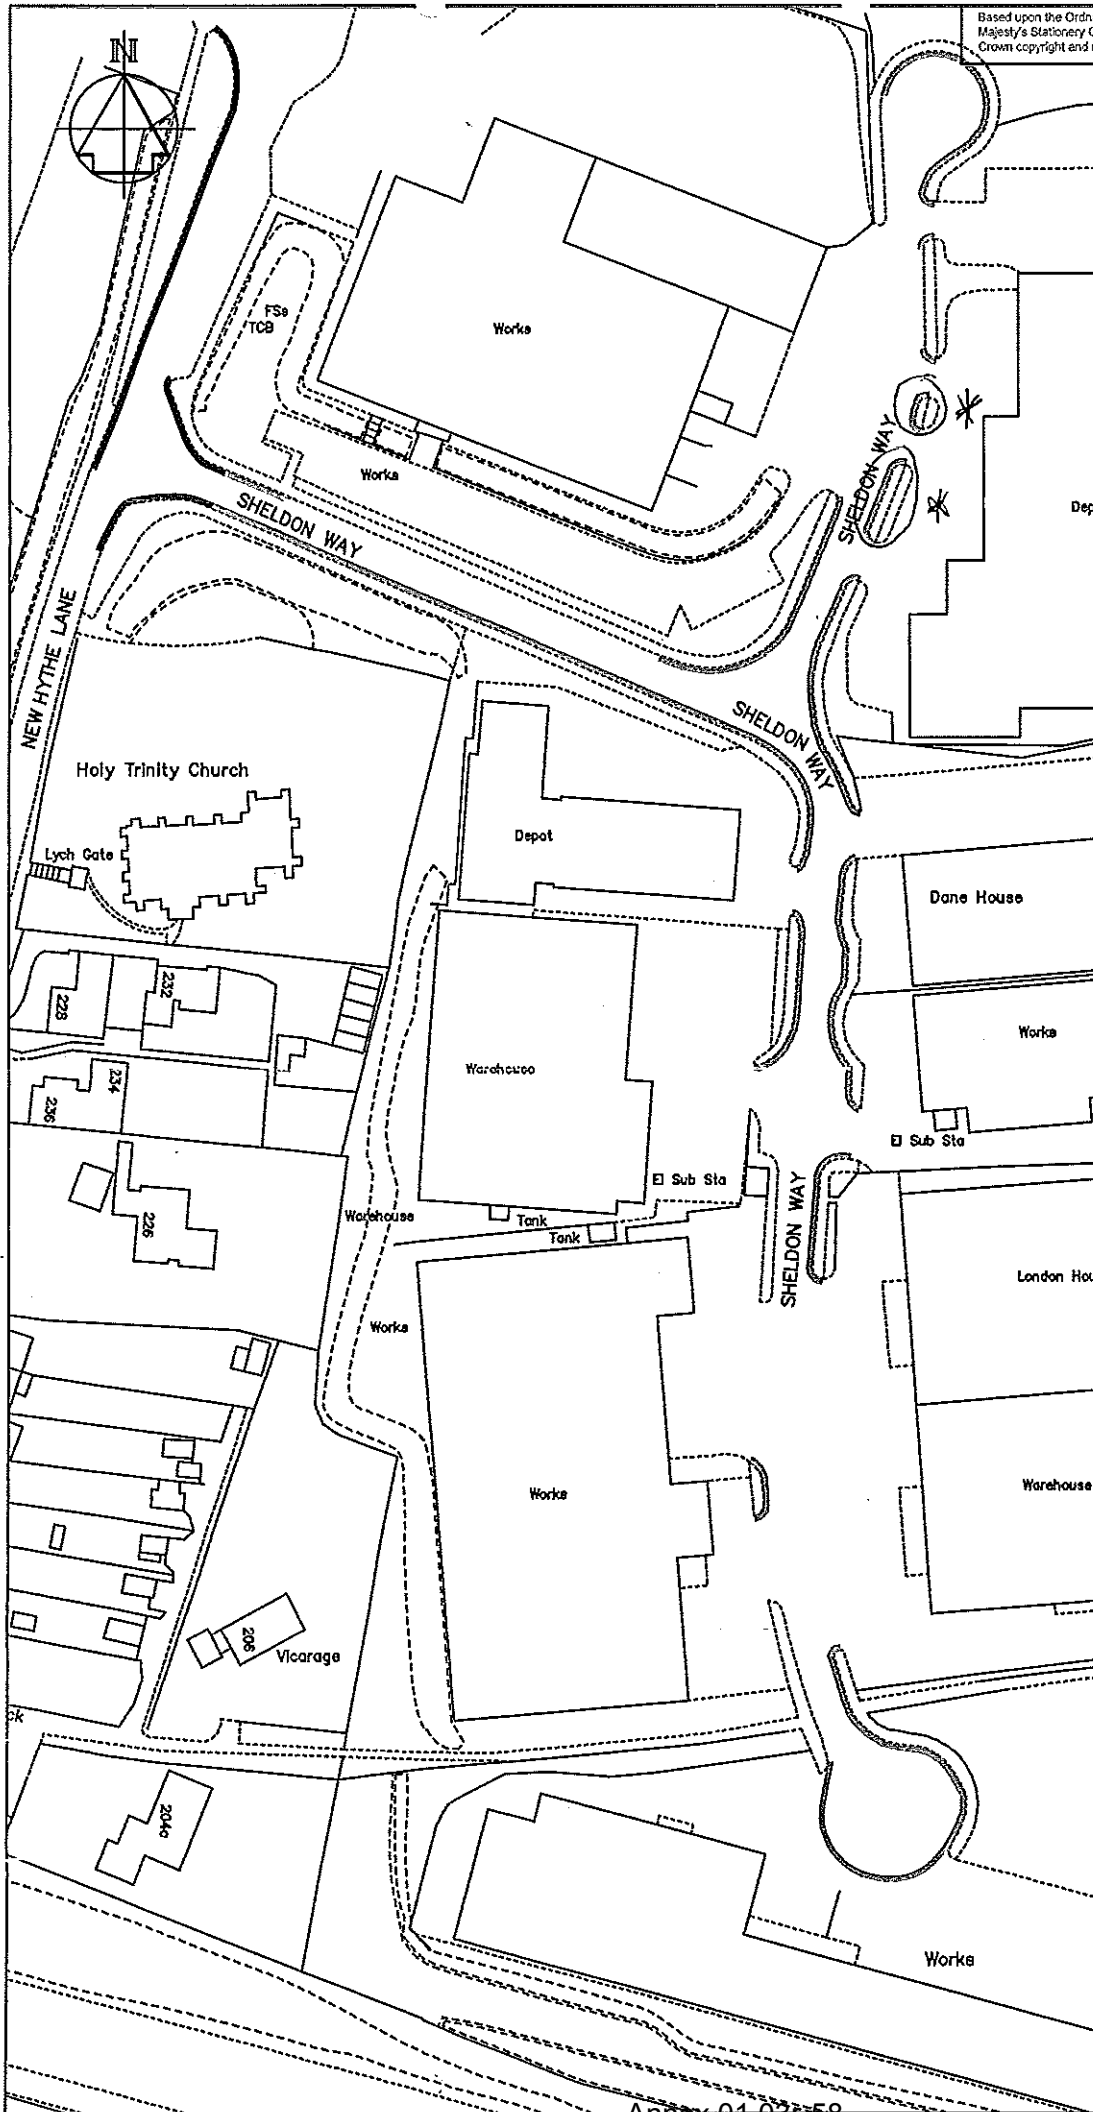 Based upon the Ordn
Majesty's Stationery
Crown copyright and
N
FSs
TCB
Works
SHELDON WAY
Works
SHELDON WAY
Dep
NEW HYTHE LANE
SHELDON WAY
Holy Trinity Church
Lych Gate
Depot
Dane House
228
232
Works
Warehouse
234
236
El Sub Sta
El Sub Sta
SHELDON WAY
226
Warehouse
Tank
Tank
London Hou
Works
Works
Warehouse
206
Vicarage
ck
204a
Works